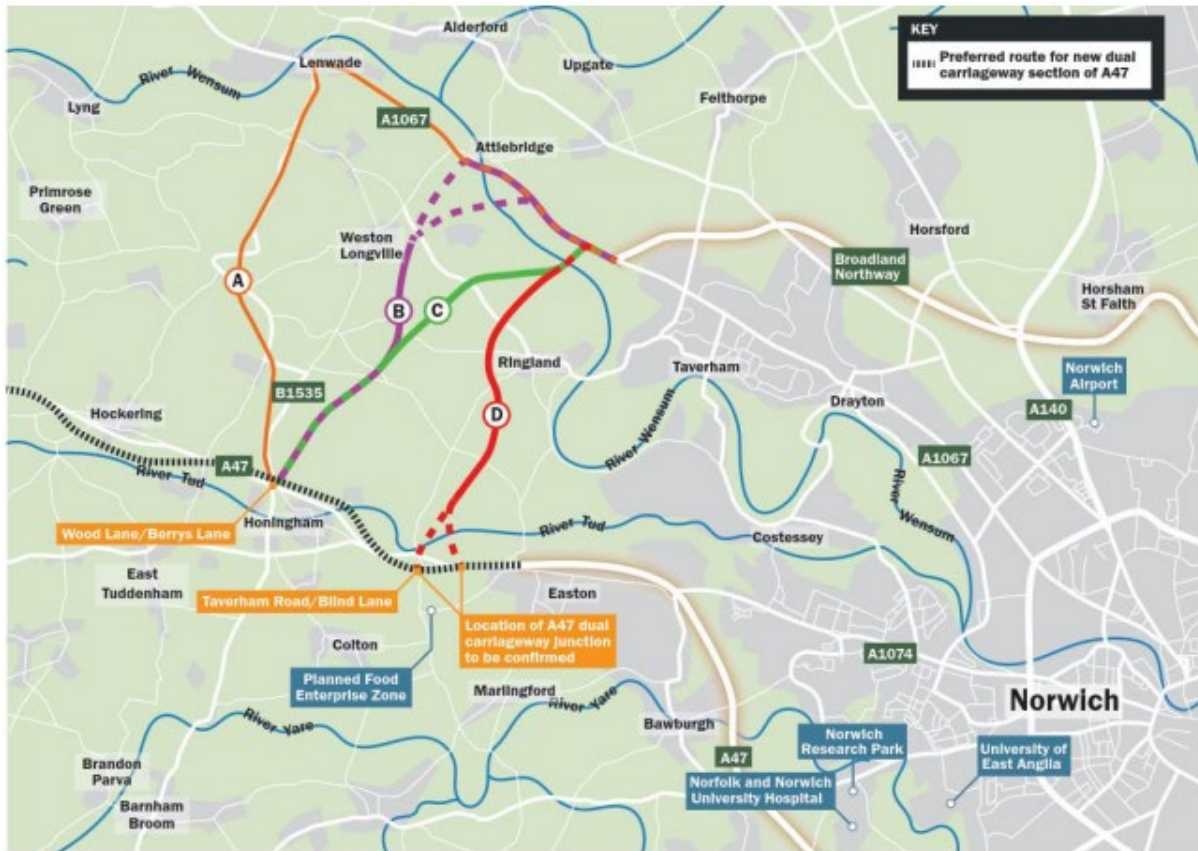 KEY
Preferred route for new dual
carriageway section of A47
Alderford
Lenwade
Upgate
River Wensum
Lyng
Felthorpe
A1067
Attlebridge
Primrose
Green
Weston
Longville
Horsford
Broadland
Northway
Horsham
St Faith
A
B
C
Ringland
Taverham
Norwich
Airport
B1535
Hockering
D
Drayton
A140
River Wensum
A47
River Tud
A1067
River Wensum
Wood Lane/Berrys Lane
Honingham
River Tud
Costessey
East
Tuddenham
Taverham Road/Blind Lane
Easton
Location of A47 dual
carriageway junction
to be confirmed
Colton
Planned Food
Enterprise Zone
A1074
Marlingford
River Yare
Norwich
River Yare
Bawburgh
Norwich
Research Park
University of
East Anglia
Brandon
Parva
A47
Norfolk and Norwich
University Hospital
Barnham
Broom